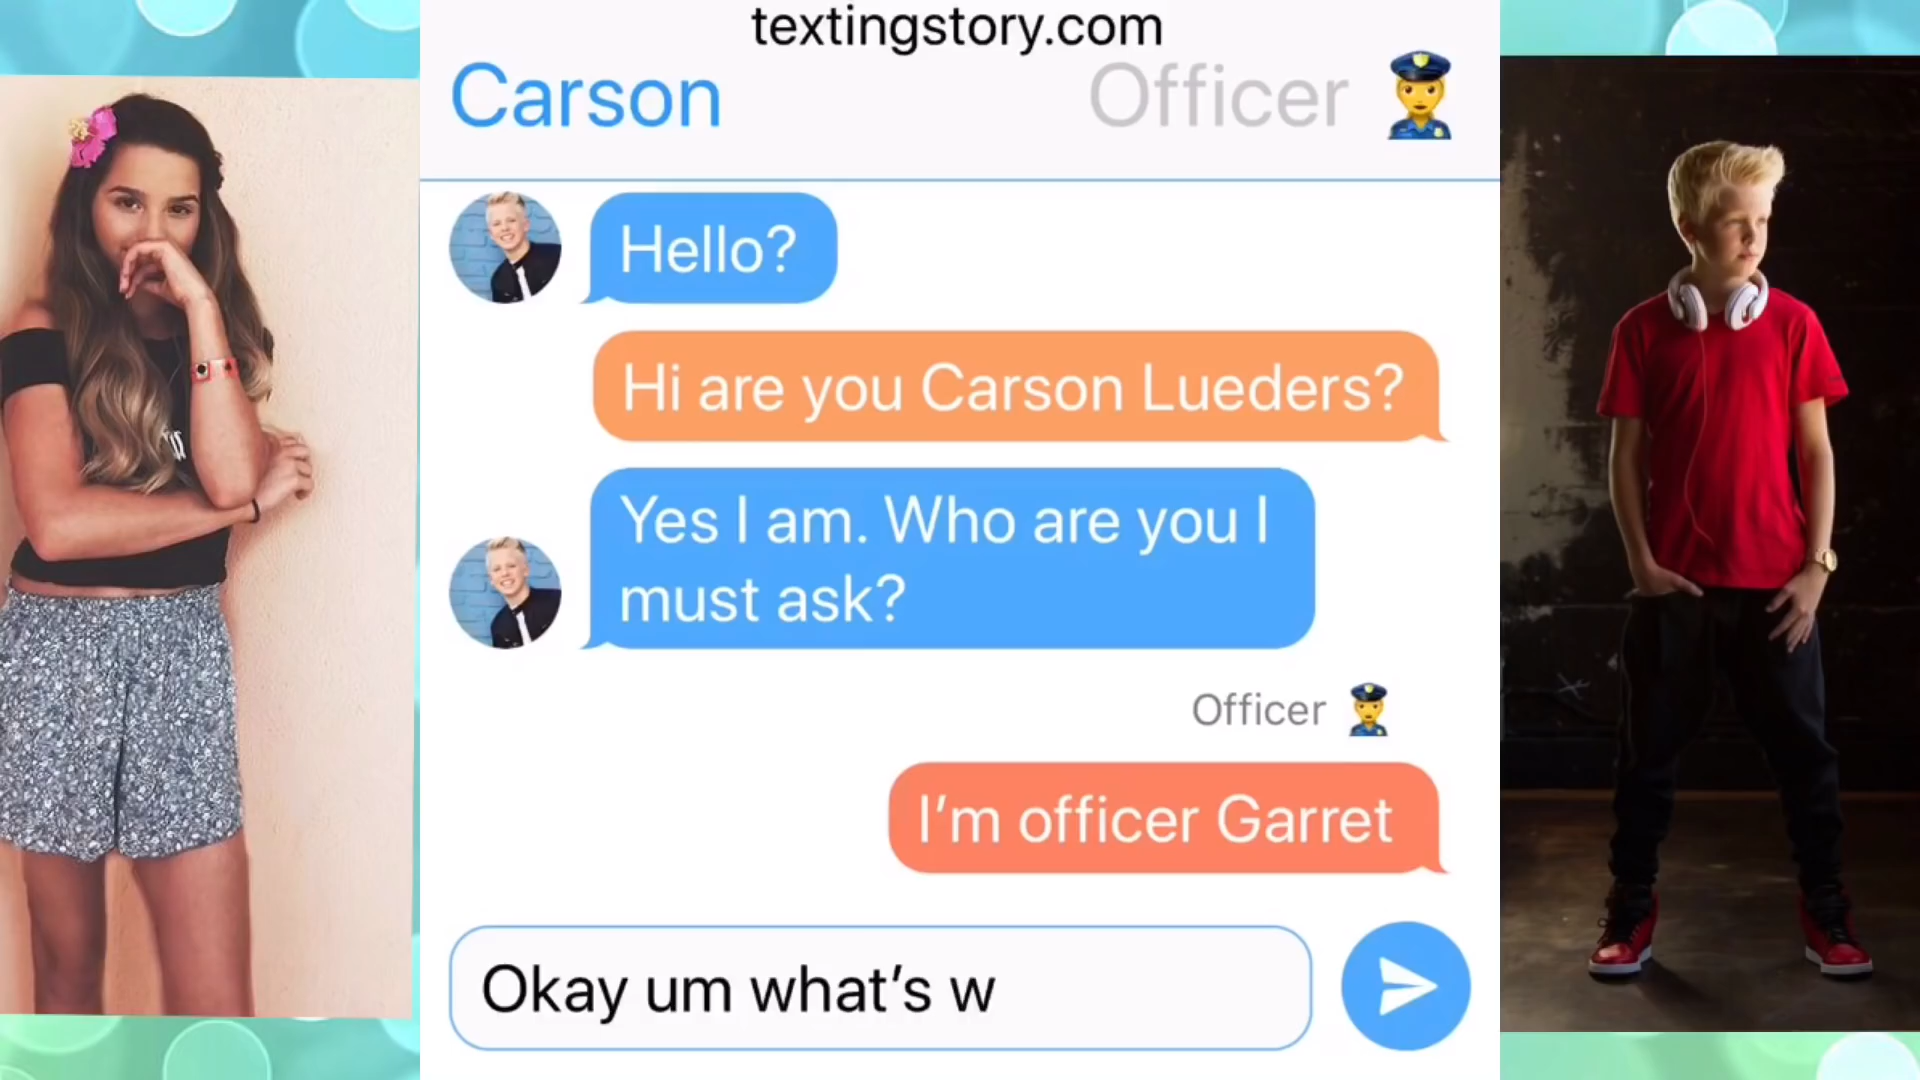 textingstory.com
Carson
Officer 👮
Hello?
Hi are you Carson Lueders?
Yes I am. Who are you I
must ask?
Officer 👮
I’m officer Garret
Okay um what’s w